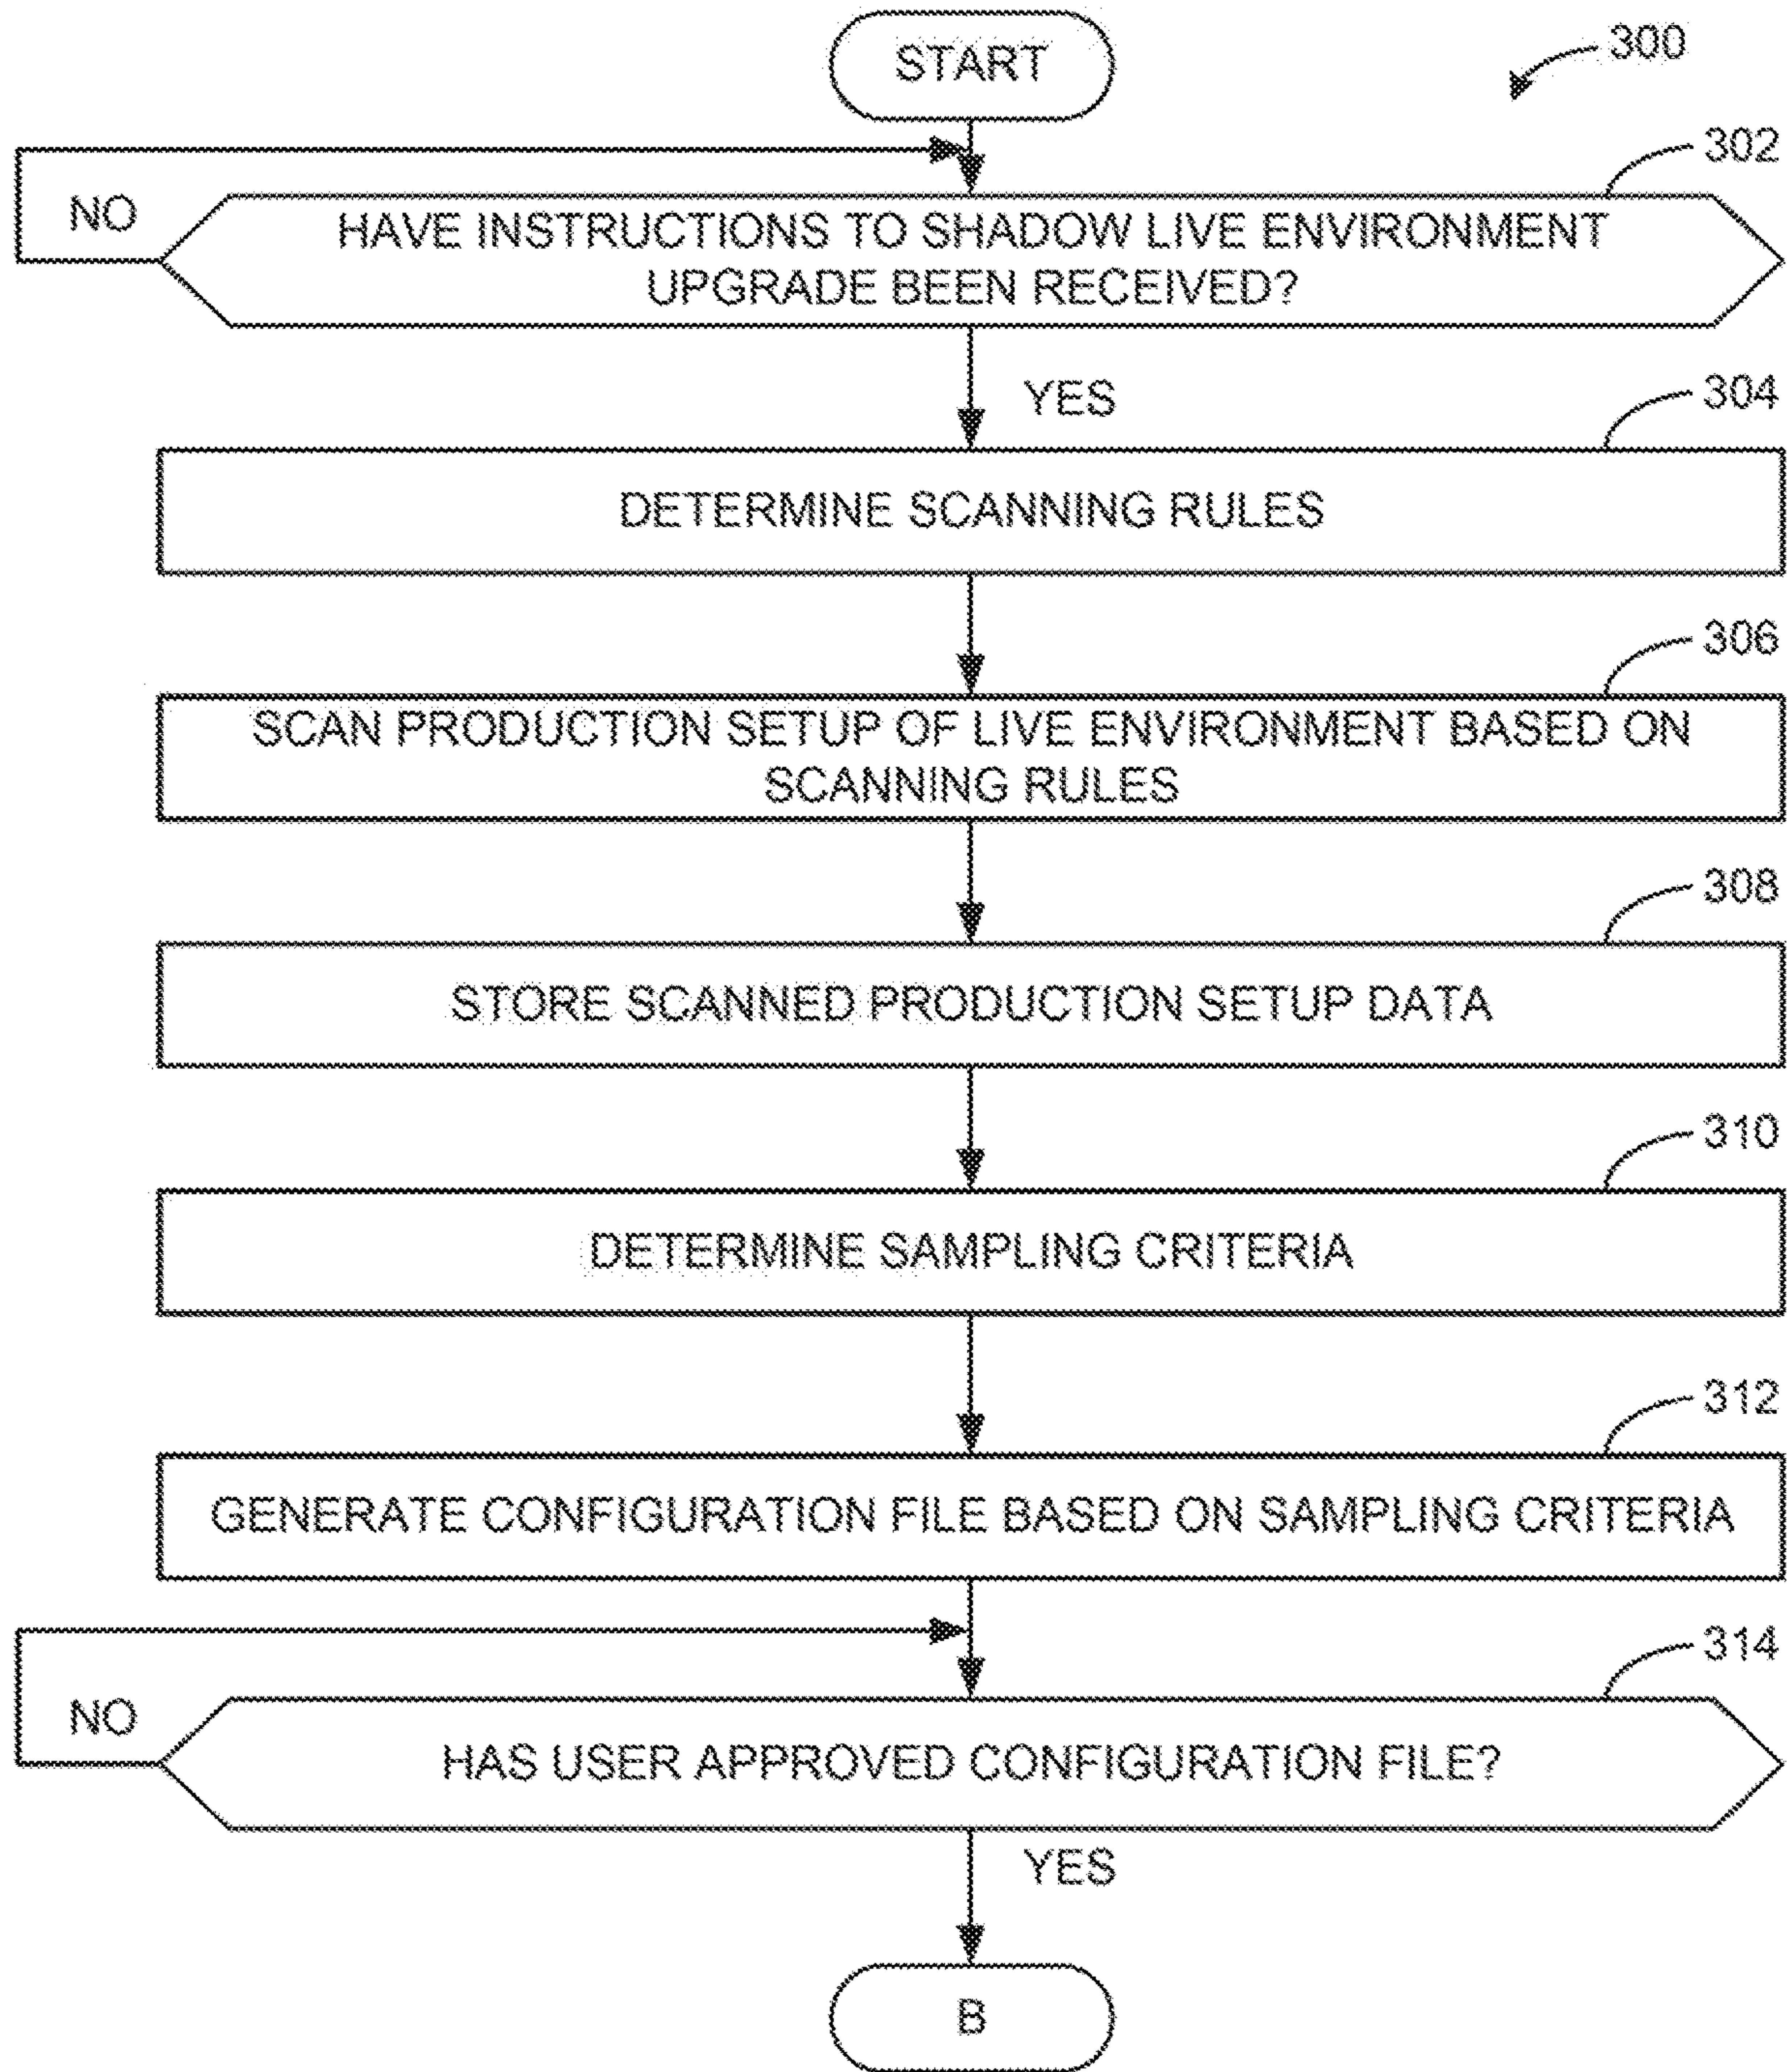 START
300
302
NO
HAVE INSTRUCTIONS TO SHADOW LIVE ENVIRONMENT
UPGRADE BEEN RECEIVED?
YES
304
DETERMINE SCANNING RULES
306
SCAN PRODUCTION SETUP OF LIVE ENVIRONMENT BASED ON
SCANNING RULES
308
STORE SCANNED PRODUCTION SETUP DATA
310
DETERMINE SAMPLING CRITERIA
312
GENERATE CONFIGURATION FILE BASED ON SAMPLING CRITERIA
314
NO
HAS USER APPROVED CONFIGURATION FILE?
YES
B